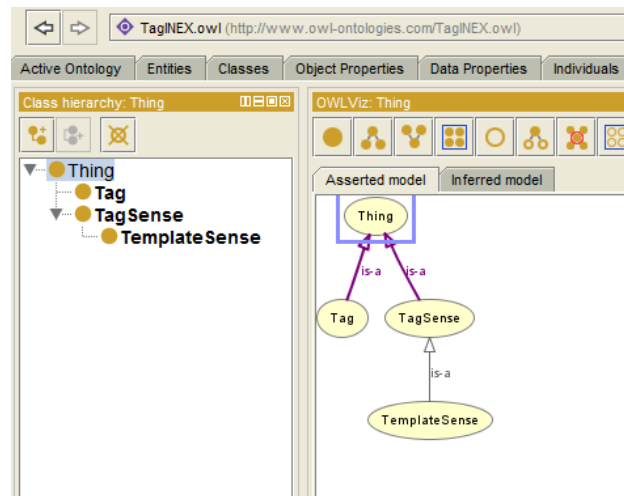 TagINEX.owl (http://www.owl-ontologies.com/TagINEX.owl)
Active Ontology Entities Classes Object Properties Data Properties Individuals
Class hierarchy: Thing
Thing
Tag
TagSense
TemplateSense
OWLViz: Thing
Asserted model Inferred model
Thing
is-a is-a
Tag TagSense
is-a
TemplateSense